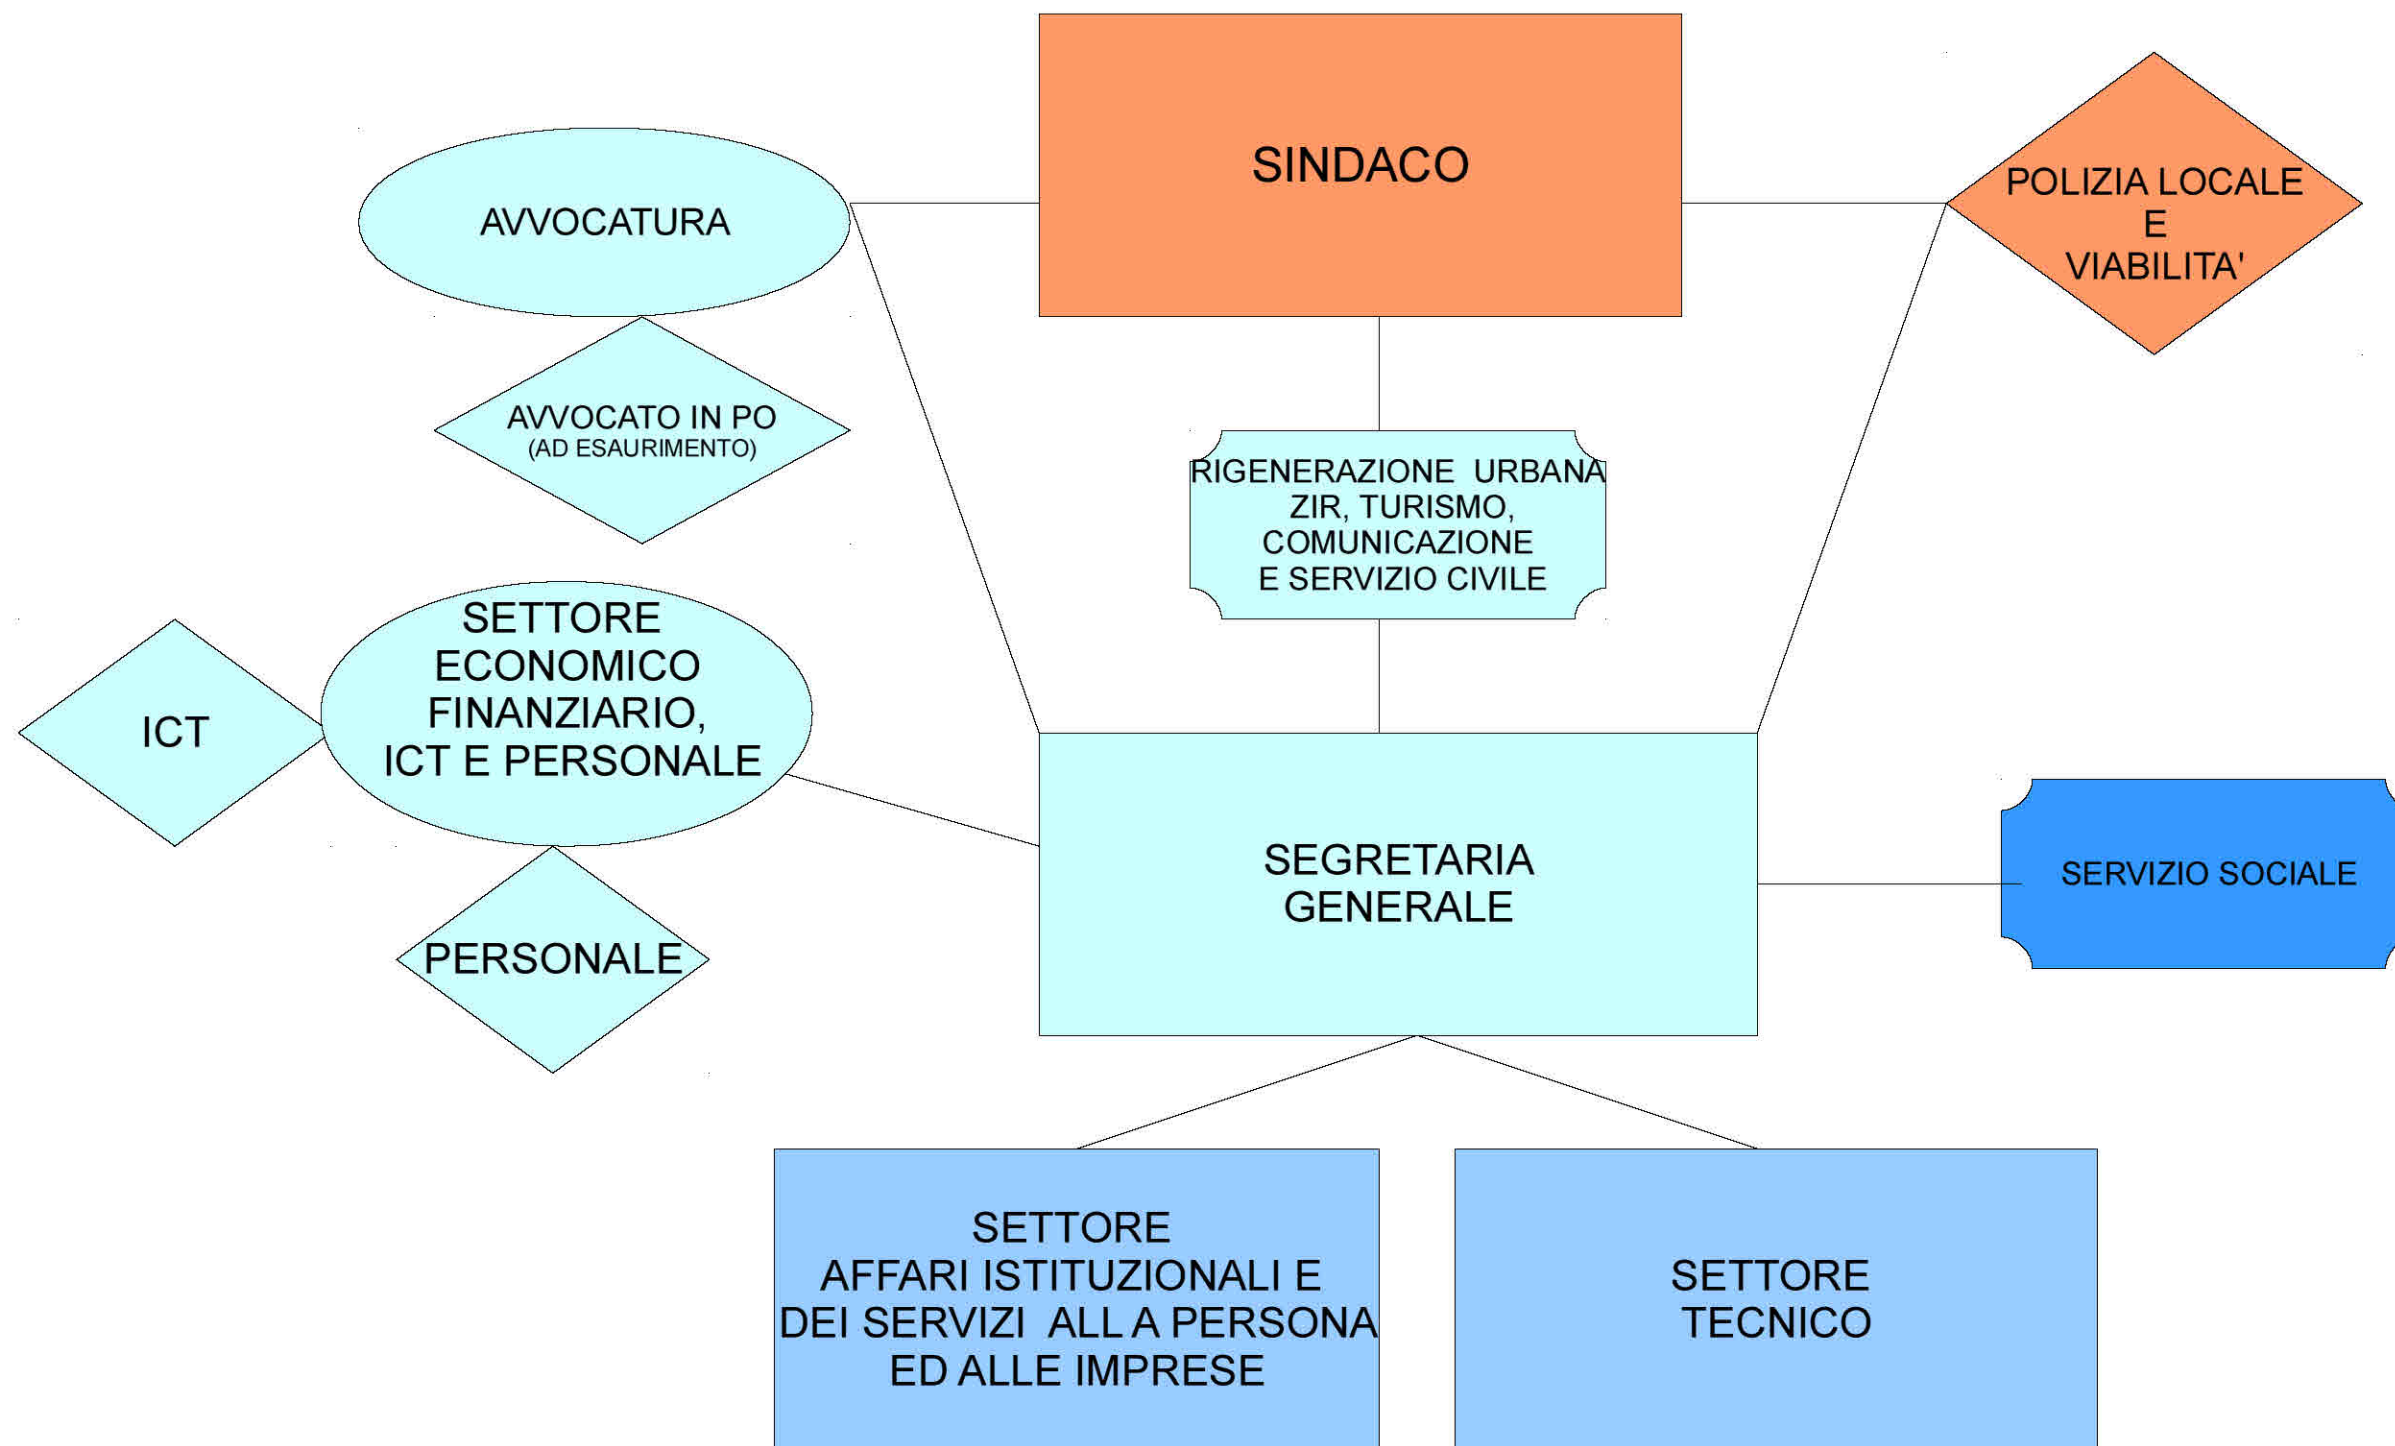 SINDACO
POLIZIA LOCALE
E
VIABILITA'
AVVOCATURA
AVVOCATO IN PO
(AD ESAURIMENTO)
RIGENERAZIONE URBANA
ZIR, TURISMO,
COMUNICAZIONE
E SERVIZIO CIVILE
SETTORE
ECONOMICO
FINANZIARIO,
ICT E PERSONALE
ICT
PERSONALE
SEGRETARIA
GENERALE
SERVIZIO SOCIALE
SETTORE
AFFARI ISTITUZIONALI E
DEI SERVIZI ALL A PERSONA
ED ALLE IMPRESE
SETTORE
TECNICO